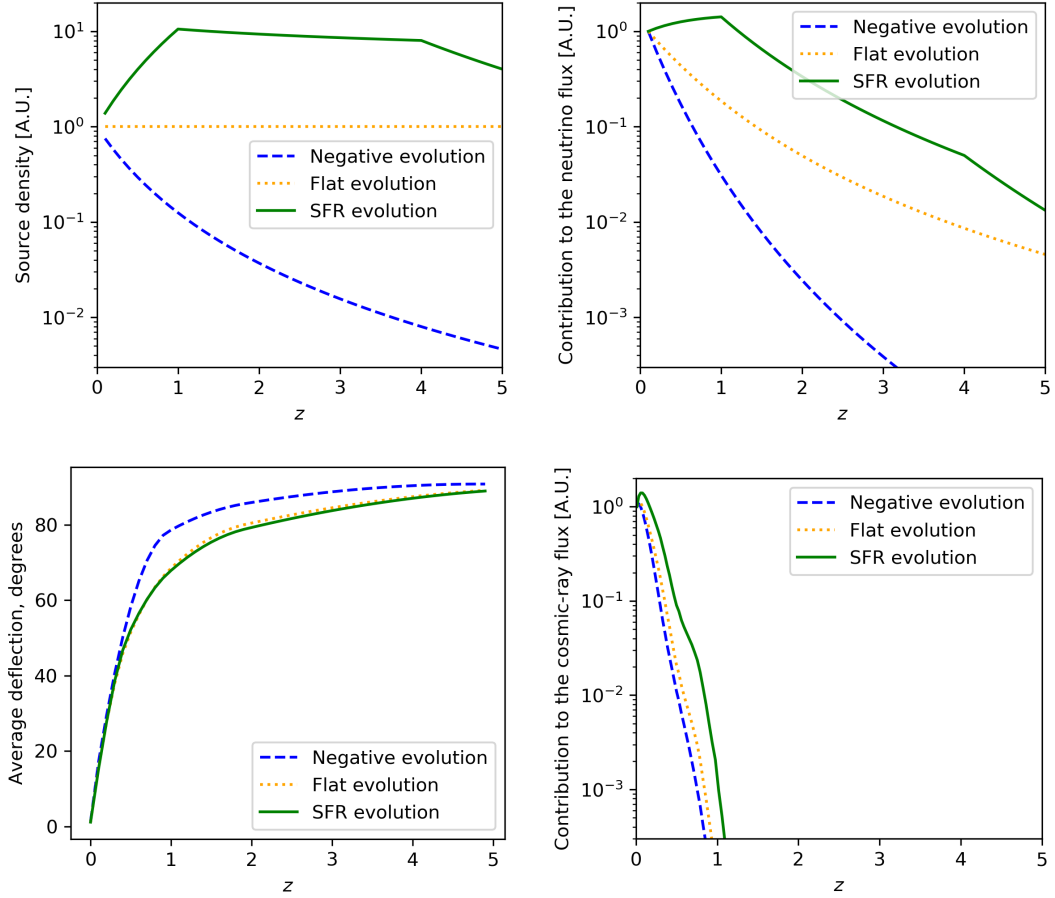 Source density [A.U.]
10¹
10⁰
10⁻¹
10⁻²
Negative evolution
Flat evolution
SFR evolution
0 1 2 3 4 5
z
Contribution to the neutrino flux [A.U.]
10⁰
10⁻¹
10⁻²
10⁻³
Negative evolution
Flat evolution
SFR evolution
0 1 2 3 4 5
z
Average deflection, degrees
80
60
40
20
0
Negative evolution
Flat evolution
SFR evolution
0 1 2 3 4 5
z
Contribution to the cosmic-ray flux [A.U.]
10⁰
10⁻¹
10⁻²
10⁻³
Negative evolution
Flat evolution
SFR evolution
0 1 2 3 4 5
z